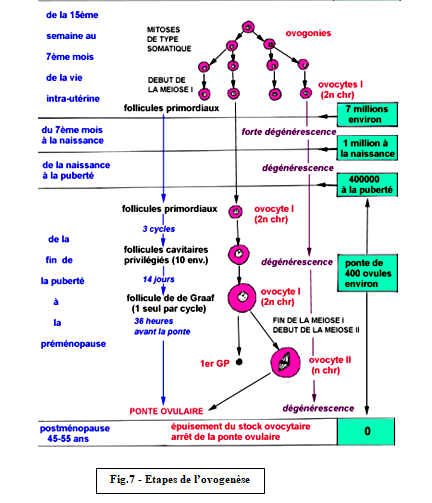 de la 15ème
semaine au
7ème mois
de la vie
intra-utérine
MITOSES
DE TYPE
SOMATIQUE
ovogonies
DEBUT DE
LA MEIOSE I
ovocytes I
(2n chr)
follicules primordiaux
7 millions
environ
du 7ème mois
à la naissance
forte dégénérescence
1 million à
la naissance
de la naissance
à la puberté
dégénérescence
400000
à la puberté
follicules primordiaux
ovocyte I
(2n chr)
3 cycles
de la
fin de
la puberté
à
la
préménopause
follicules cavitaires
privilégiés (10 env.)
dégénérescence
ponte de
400 ovules
environ
14 jours
follicule de de Graaf
(1 seul par cycle)
ovocyte I
(2n chr)
36 heures
avant la ponte
FIN DE LA MEIOSE I
DEBUT DE LA MEIOSE II
1er GP
ovocyte II
(n chr)
PONTE OVULAIRE
dégénérescence
postménopause
45-55 ans
épuisement du stock ovocytaire
arrêt de la ponte ovulaire
0
Fig.7 - Etapes de l'ovogenèse